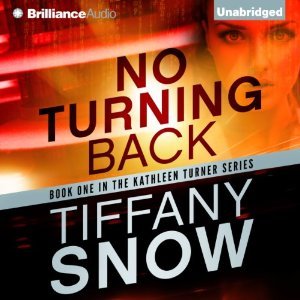 BrillianceAudio
Unabridged
NO
TURNING
BACK
BOOK ONE IN THE KATHLEEN TURNER SERIES
TIFFANY
SNOW